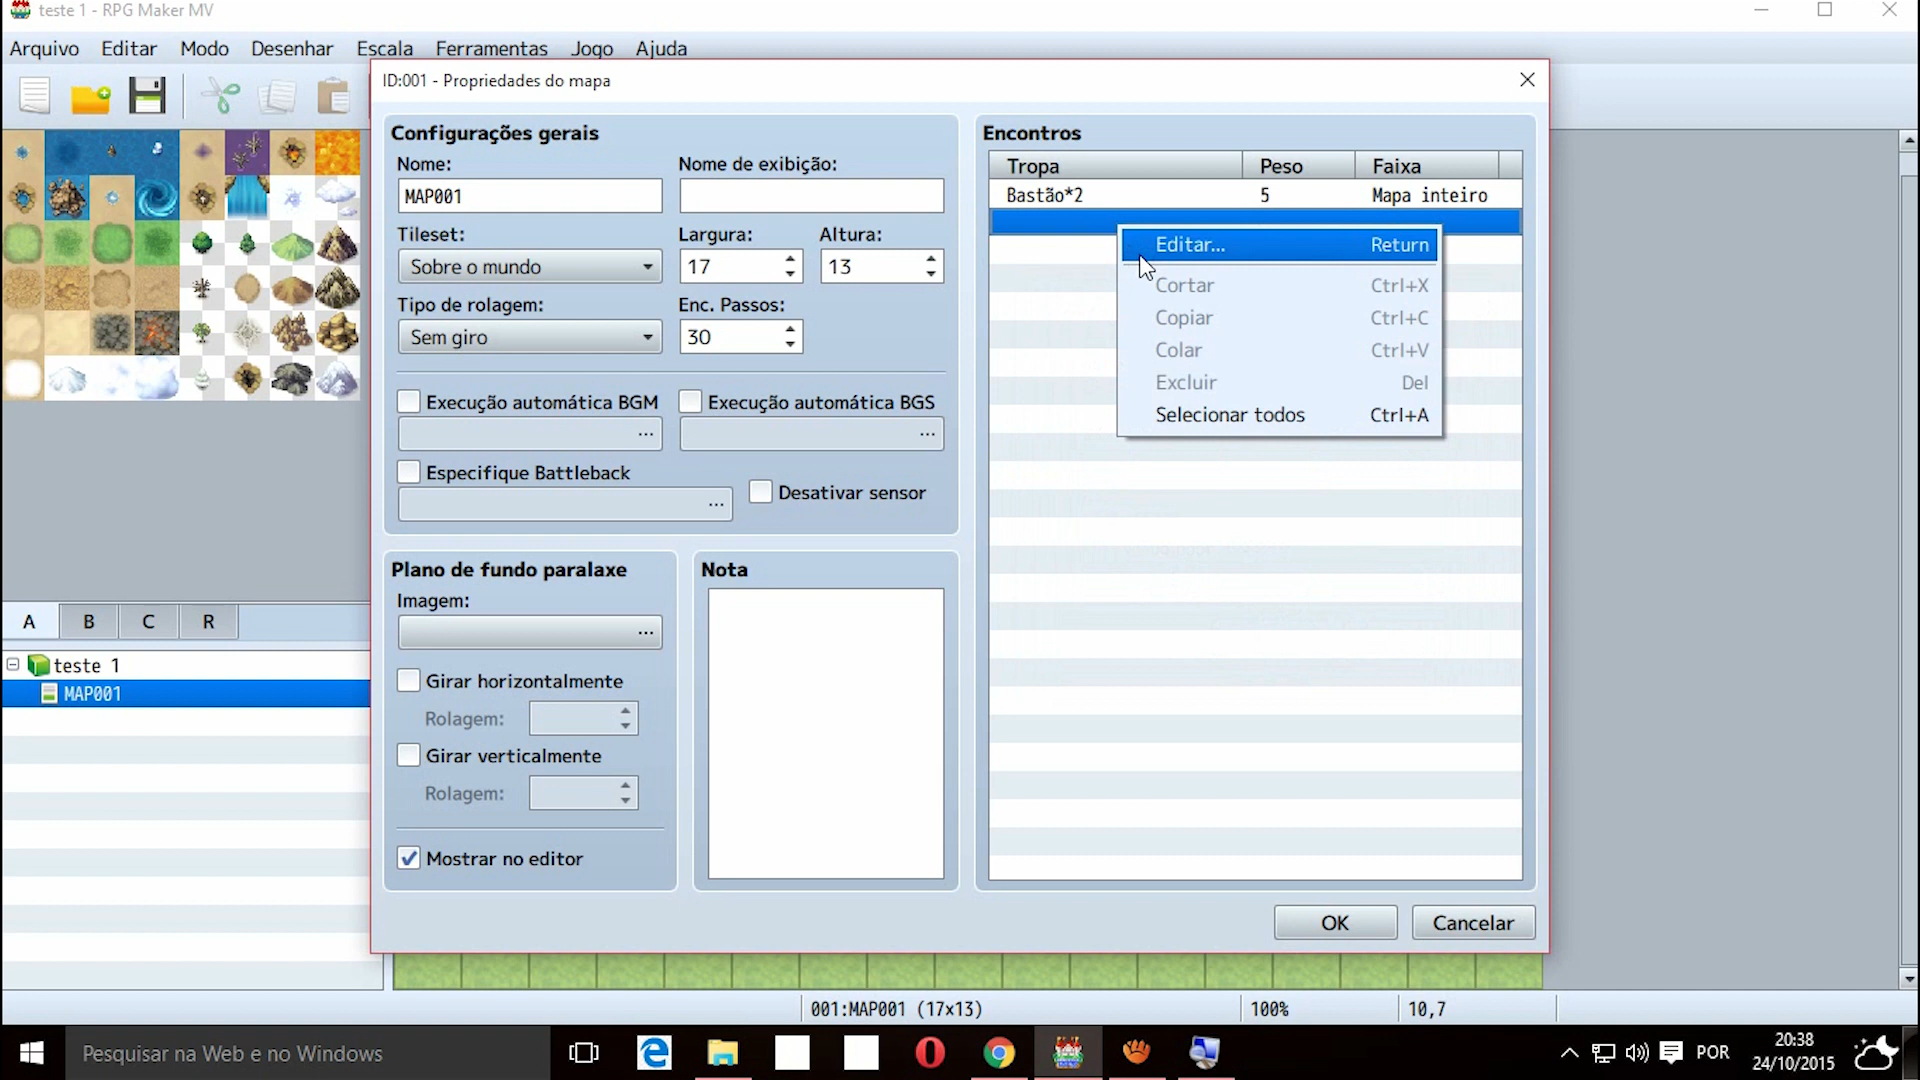 teste 1 - RPG Maker MV
Arquivo Editar Modo Desenhar Escala Ferramentas Jogo Ajuda
ID:001 - Propriedades do mapa
Configurações gerais
Nome: Nome de exibição:
MAP001
Tileset: Largura: Altura:
Sobre o mundo 17 13
Tipo de rolagem: Enc. Passos:
Sem giro 30
Execução automática BGM Execução automática BGS
... ...
Especifique Battleback
...
Desativar sensor
Plano de fundo paralaxe
Imagem:
...
Girar horizontalmente
Rolagem:
Girar verticalmente
Rolagem:
Mostrar no editor
Nota
Encontros
Tropa Peso Faixa
Bastão*2 5 Mapa inteiro
Editar... Return
Cortar Ctrl+X
Copiar Ctrl+C
Colar Ctrl+V
Excluir Del
Selecionar todos Ctrl+A
OK Cancelar
A B C R
teste 1
MAP001
001:MAP001 (17x13) 100% 10,7
Pesquisar na Web e no Windows
POR
20:38
24/10/2015